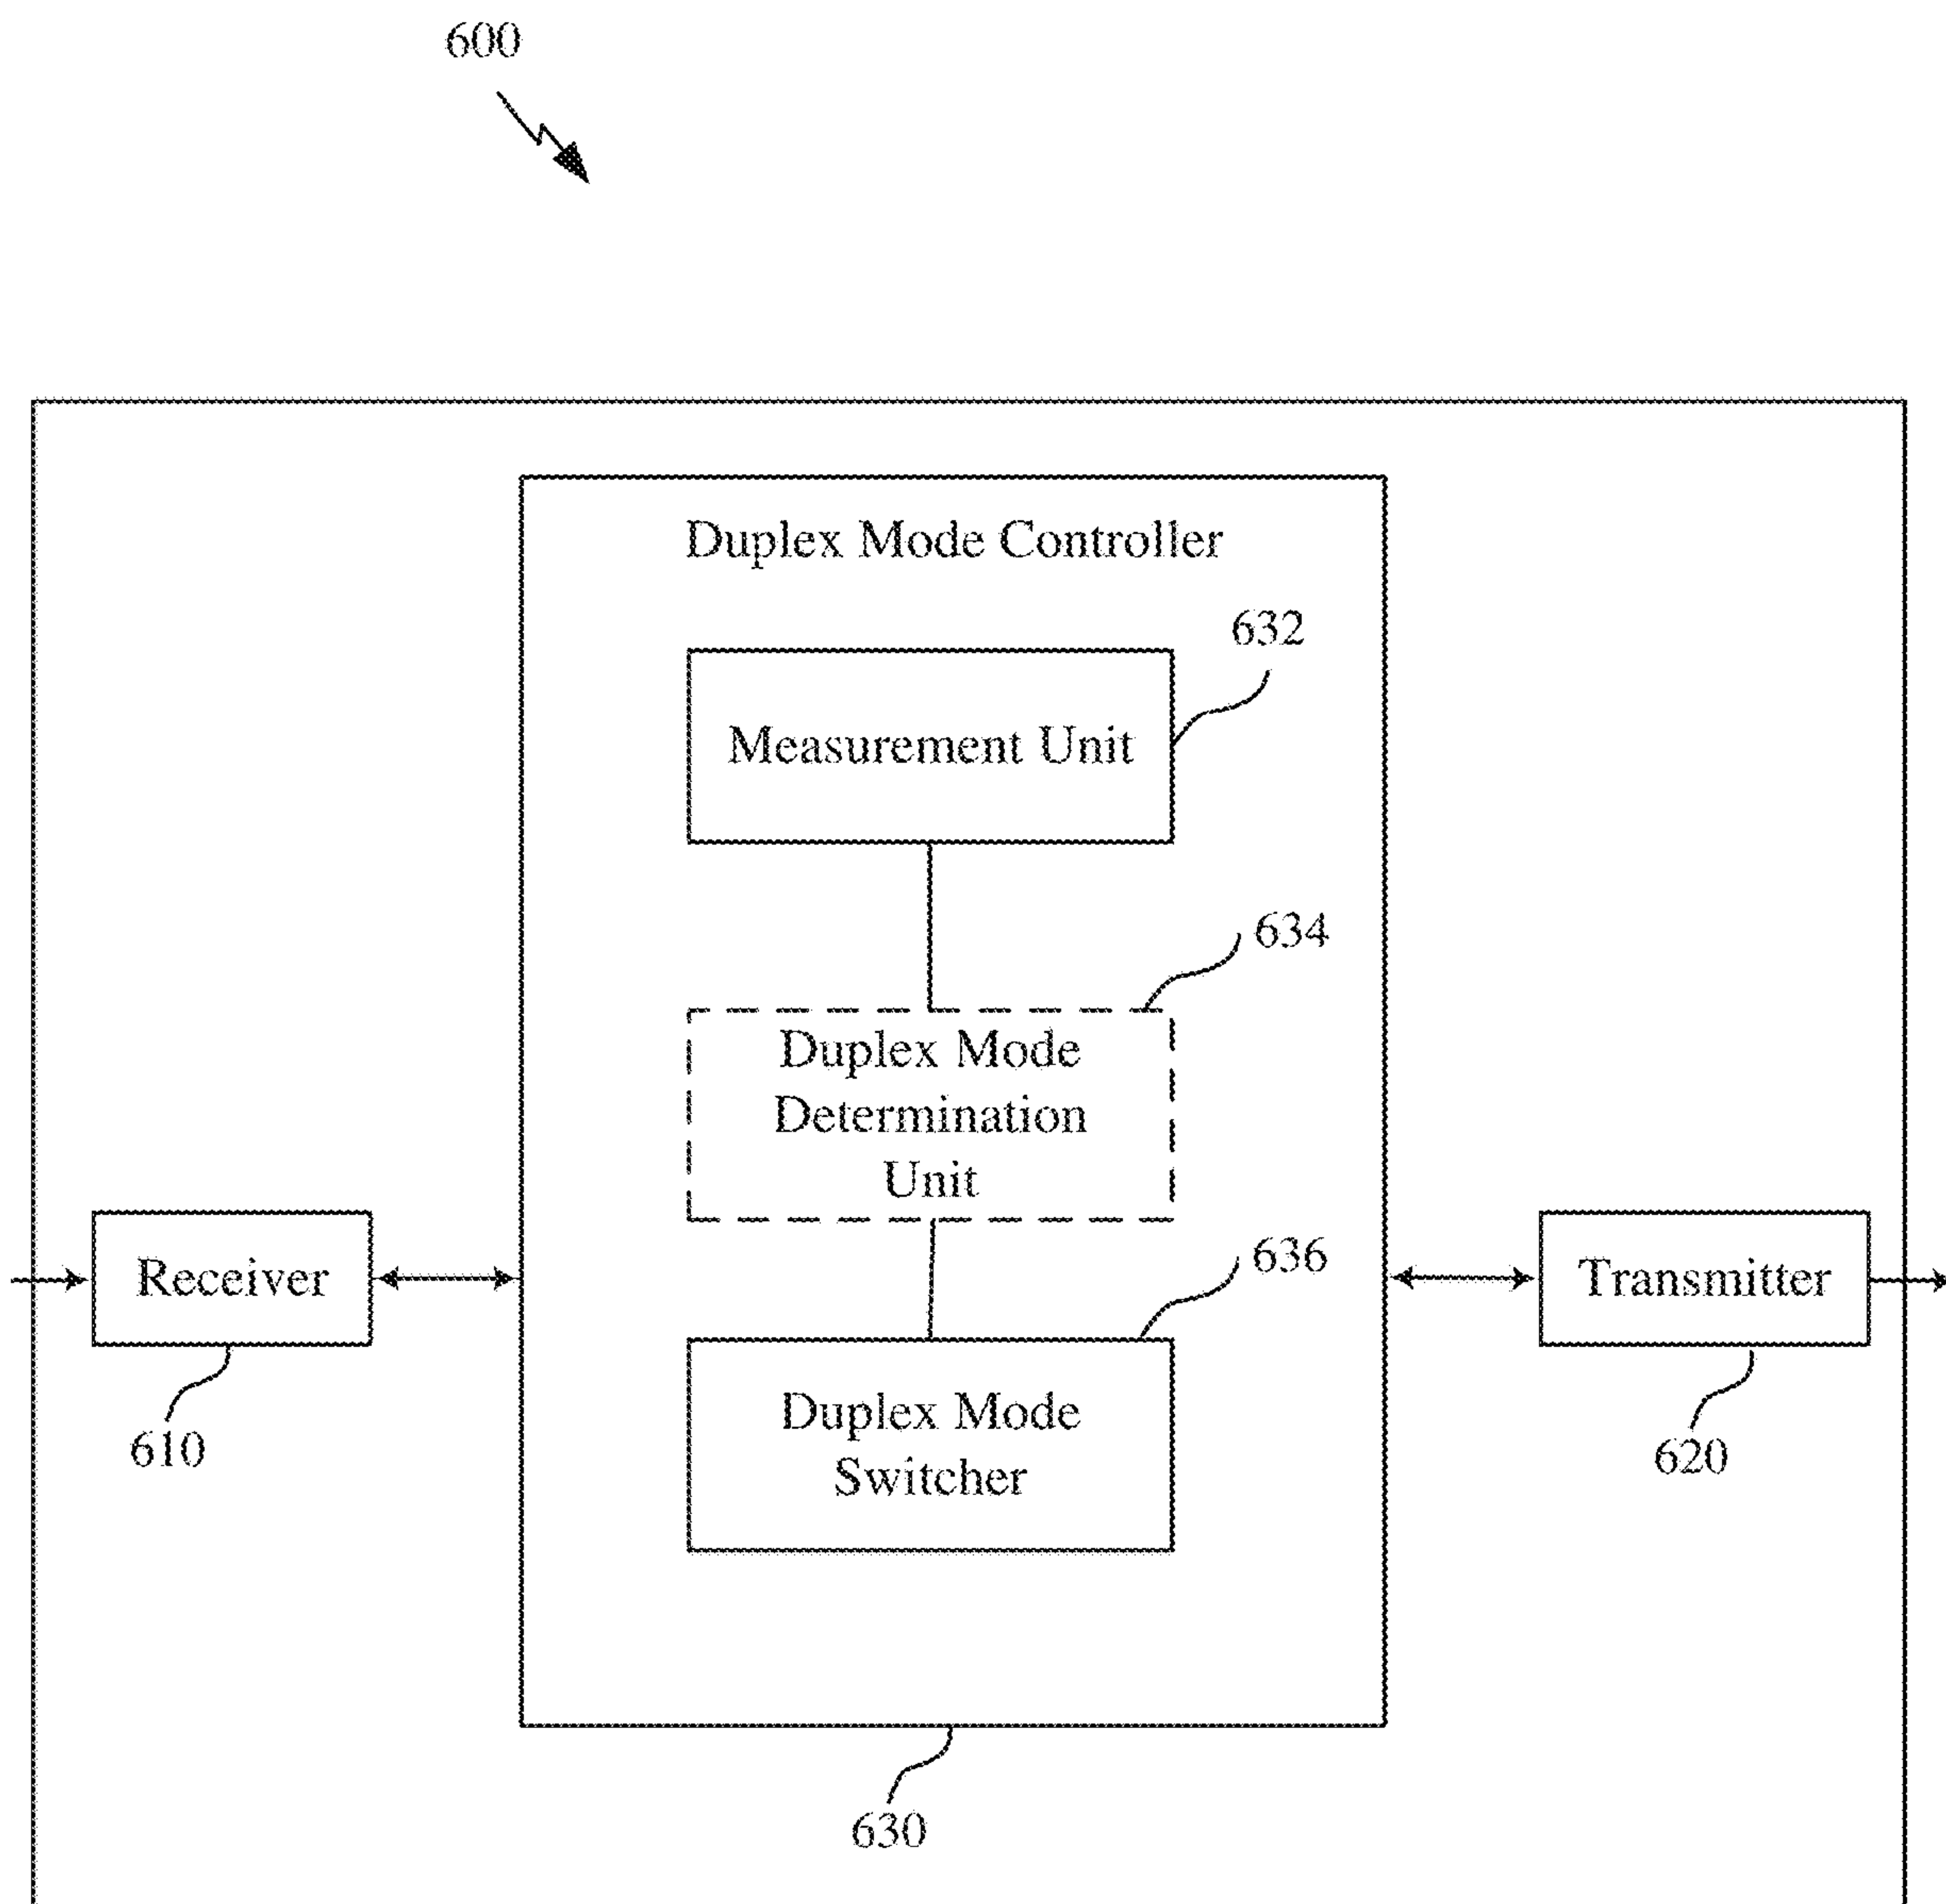 600
Duplex Mode Controller
632
Measurement Unit
634
Duplex Mode
Determination
Unit
636
Receiver
Transmitter
Duplex Mode
Switcher
610
620
630